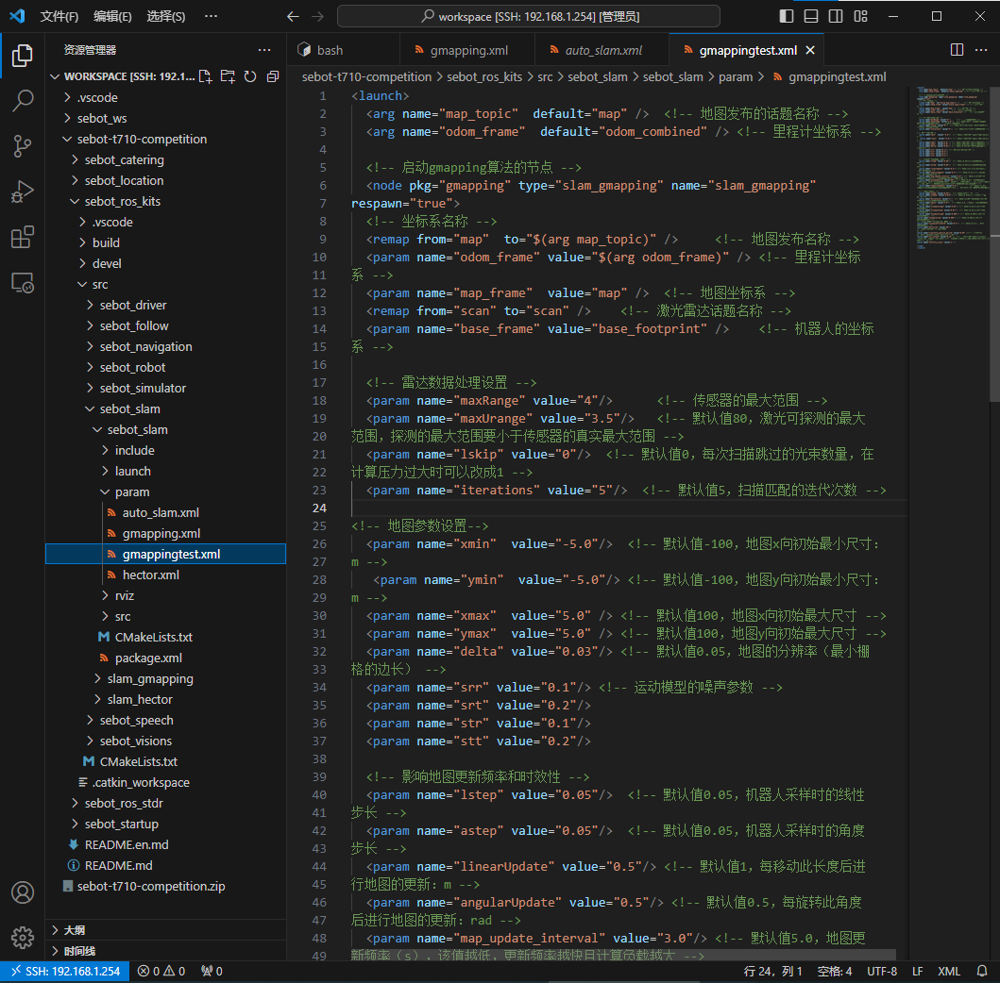 文件(F) 编辑(E) 选择(S) ··· workspace [SSH: 192.168.1.254] [管理员]
资源管理器 ···
WORKSPACE [SSH: 192.1...
.vscode
sebot_ws
sebot-t710-competition
sebot_catering
sebot_location
sebot_ros_kits
.vscode
build
devel
src
sebot_driver
sebot_follow
sebot_navigation
sebot_robot
sebot_simulator
sebot_slam
sebot_slam
include
launch
param
auto_slam.xml
gmapping.xml
gmappingtest.xml
hector.xml
rviz
src
CMakeLists.txt
package.xml
slam_gmapping
slam_hector
sebot_speech
sebot_visions
CMakeLists.txt
.catkin_workspace
sebot_ros_stdr
sebot_startup
README.en.md
README.md
sebot-t710-competition.zip
大纲
时间线
bash gmapping.xml auto_slam.xml gmappingtest.xml ···
sebot-t710-competition > sebot_ros_kits > src > sebot_slam > sebot_slam > param > gmappingtest.xml
1 <launch>
2 <arg name="map_topic"  default="map" />  <!-- 地图发布的话题名称 -->
3 <arg name="odom_frame"  default="odom_combined" /> <!-- 里程计坐标系 -->
4
5 <!-- 启动gmapping算法的节点 -->
6 <node pkg="gmapping" type="slam_gmapping" name="slam_gmapping"
7 respawn="true">
8 <!-- 坐标系名称 -->
9 <remap from="map"  to="$(arg map_topic)" />     <!-- 地图发布名称 -->
10 <param name="odom_frame" value="$(arg odom_frame)" /> <!-- 里程计坐标
11 系 -->
12 <param name="map_frame"  value="map" />  <!-- 地图坐标系 -->
13 <remap from="scan" to="scan" />    <!-- 激光雷达话题名称 -->
14 <param name="base_frame" value="base_footprint" />    <!-- 机器人的坐标
15 系 -->
16
17 <!-- 雷达数据处理设置 -->
18 <param name="maxRange" value="4"/>      <!-- 传感器的最大范围 -->
19 <param name="maxUrange" value="3.5"/>   <!-- 默认值80，激光可探测的最大
20 范围，探测的最大范围要小于传感器的真实最大范围 -->
21 <param name="lskip" value="0"/>  <!-- 默认值0，每次扫描跳过的光束数量，在
22 计算压力过大时可以改成1 -->
23 <param name="iterations" value="5"/>  <!-- 默认值5，扫描匹配的迭代次数 -->
24
25 <!-- 地图参数设置-->
26 <param name="xmin"  value="-5.0"/>  <!-- 默认值-100，地图x向初始最小尺寸：
27 m -->
28 <param name="ymin"  value="-5.0"/> <!-- 默认值-100，地图y向初始最小尺寸：
29 m -->
30 <param name="xmax"  value="5.0" /> <!-- 默认值100，地图x向初始最大尺寸 -->
31 <param name="ymax"  value="5.0" /> <!-- 默认值100，地图y向初始最大尺寸 -->
32 <param name="delta" value="0.03"/> <!-- 默认值0.05，地图的分辨率（最小栅
33 格的边长） -->
34 <param name="srr" value="0.1"/> <!-- 运动模型的噪声参数 -->
35 <param name="srt" value="0.2"/>
36 <param name="str" value="0.1"/>
37 <param name="stt" value="0.2"/>
38
39 <!-- 影响地图更新频率和时效性 -->
40 <param name="lstep" value="0.05"/>  <!-- 默认值0.05，机器人采样时的线性
41 步长 -->
42 <param name="astep" value="0.05"/>  <!-- 默认值0.05，机器人采样时的角度
43 步长 -->
44 <param name="linearUpdate" value="0.5"/> <!-- 默认值1，每移动此长度后进
45 行地图的更新：m -->
46 <param name="angularUpdate" value="0.5"/> <!-- 默认值0.5，每旋转此角度
47 后进行地图的更新：rad -->
48 <param name="map_update_interval" value="3.0"/> <!-- 默认值5.0，地图更
49 新频率（s），该值越低，更新频率越快且计算负载越大 -->
SSH: 192.168.1.254 0 0 0 行 24，列 1 空格: 4 UTF-8 LF XML